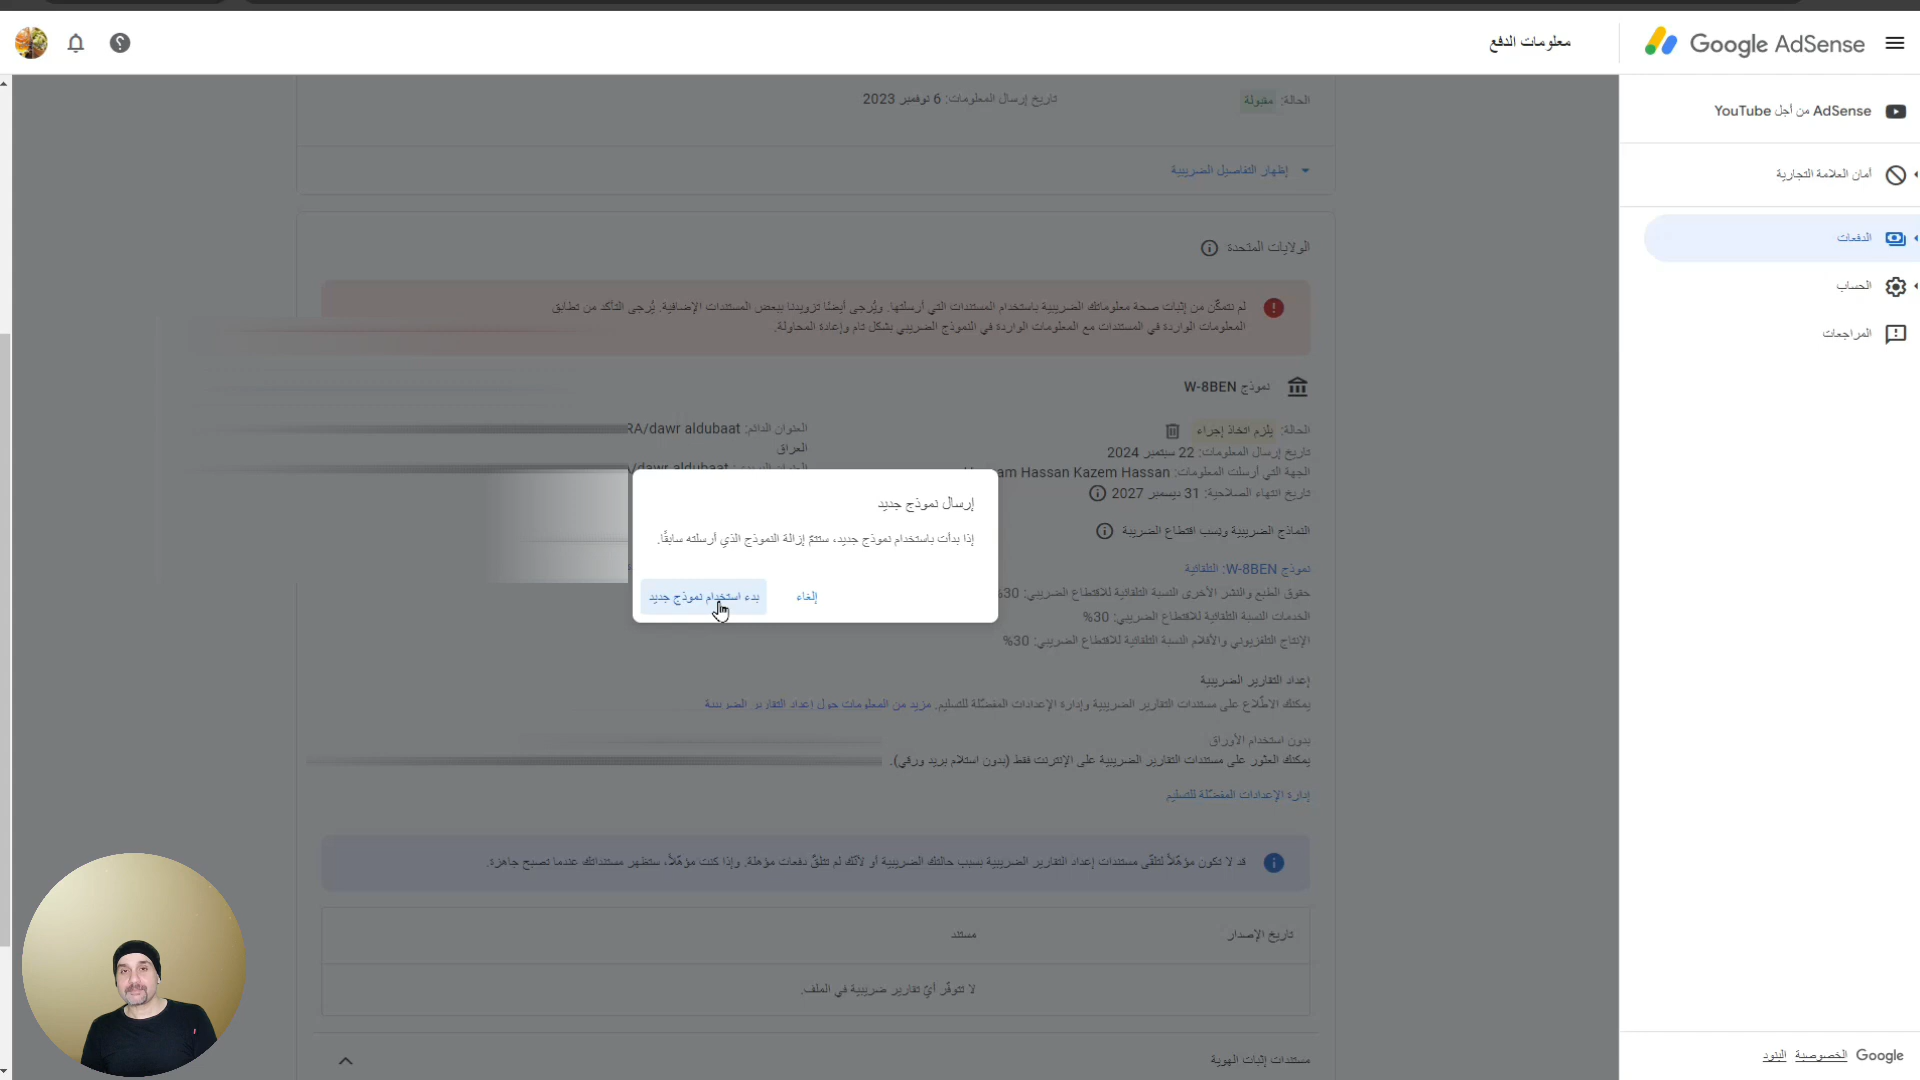 Google AdSense
معلومات الدفع
AdSense من أجل YouTube
أمان العلامة التجارية
الدفعات
الحساب
المراجعات
الحالة: مقبولة
تاريخ إرسال المعلومات: 6 نوفمبر 2023
إظهار التفاصيل الضريبية
الولايات المتحدة
لم نتمكّن من إثبات صحة معلوماتك الضريبية باستخدام المستندات التي أرسلتها. ويُرجى أيضًا تزويدنا ببعض المستندات الإضافية. يُرجى التأكد من تطابق
المعلومات الواردة في المستندات مع المعلومات الواردة في النموذج الضريبي بشكل تام وإعادة المحاولة.
نموذج W-8BEN
الحالة: يلزم اتخاذ إجراء
تاريخ إرسال المعلومات: 22 سبتمبر 2024
الجهة التي أرسلت المعلومات: am Hassan Kazem Hassan
تاريخ انتهاء الصلاحية: 31 ديسمبر 2027
العنوان الدائم: RA/dawr aldubaat
العراق
/dawr aldubaat
النماذج الضريبية ونِسب اقتطاع الضريبة
نموذج W-8BEN: التلقائية
حقوق الطبع والنشر الأخرى النسبة التلقائية للاقتطاع الضريبي: 30%
الخدمات النسبة التلقائية للاقتطاع الضريبي: 30%
الإنتاج التلفزيوني والأفلام النسبة التلقائية للاقتطاع الضريبي: 30%
إرسال نموذج جديد
إذا بدأت باستخدام نموذج جديد، ستتمّ إزالة النموذج الذي أرسلته سابقًا.
إلغاء
بدء استخدام نموذج جديد
إعداد التقارير الضريبية
يمكنك الاطّلاع على مستندات التقارير الضريبية وإدارة الإعدادات المفضّلة للتسليم. مزيد من المعلومات حول إعداد التقارير الضريبية
بدون استخدام الأوراق
يمكنك العثور على مستندات التقارير الضريبية على الإنترنت فقط (بدون استلام بريد ورقي).
إدارة الإعدادات المفضّلة للتسليم
قد لا تكون مؤهّلاً لتلقّي مستندات إعداد التقارير الضريبية بسبب حالتك الضريبية أو لأنّك لم تتلقّ دفعات مؤهلة. وإذا كنت مؤهّلاً، ستظهر مستنداتك عندما تصبح جاهزة.
تاريخ الإصدار
مستند
لا تتوفّر أيّ تقارير ضريبية في الملف.
مستندات إثبات الهوية
Google الخصوصية البنود